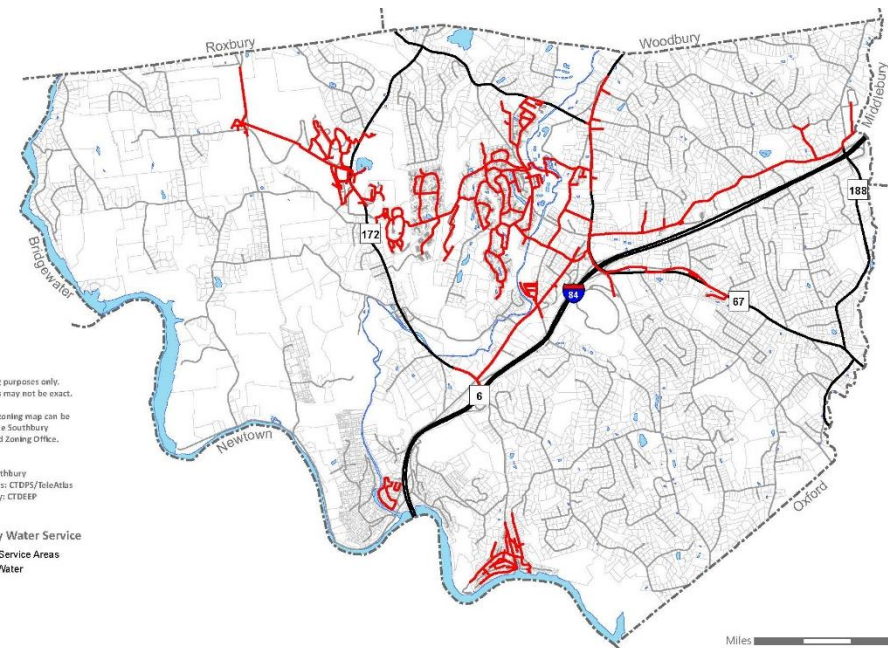 Roxbury
Woodbury
Middlebury
188
Bridgewater
172
84
67
6
purposes only.
may not be exact.
zoning map can be
Southbury
Zoning Office.
Newtown
thbury
s: CTDPS/TeleAtlas
y: CTDEEP
Oxford
y Water Service
Service Areas
Water
Miles